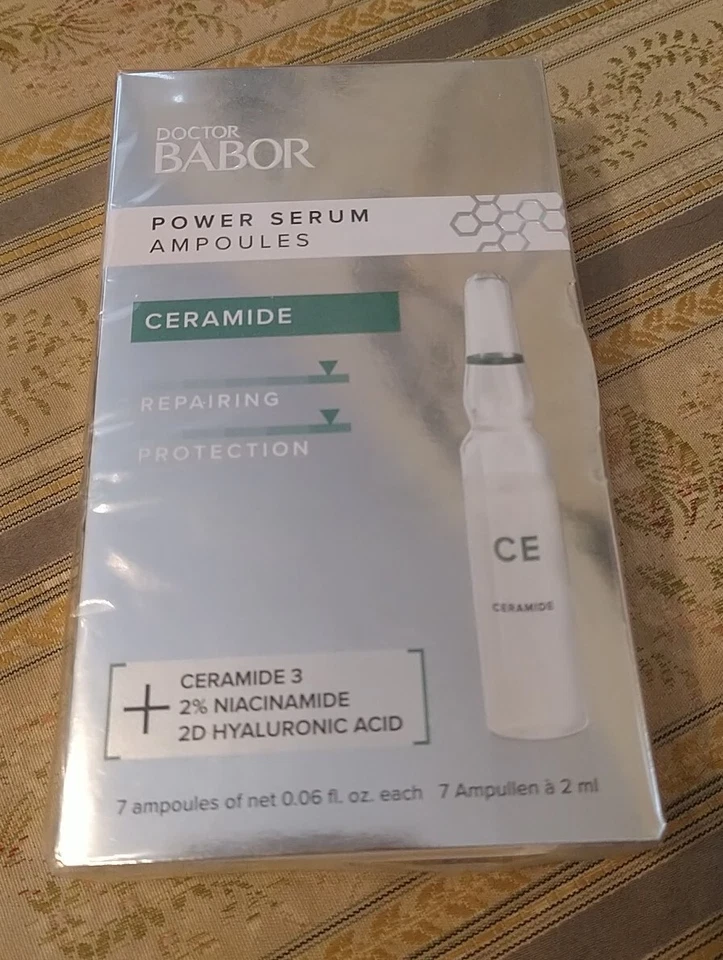 DOCTOR
BABOR
POWER SERUM
AMPOULES
CERAMIDE
REPAIRING
PROTECTION
CE
CERAMIDE
+ CERAMIDE 3
2% NIACINAMIDE
2D HYALURONIC ACID
7 ampoules of net 0.06 fl. oz. each 7 Ampullen à 2 ml